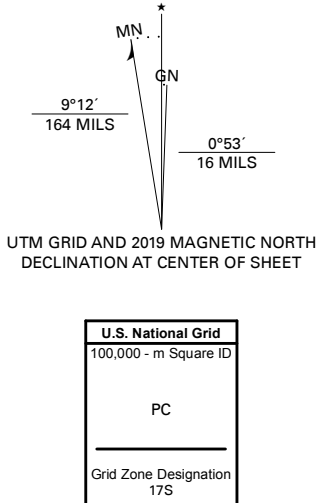 ★
MN
GN
9°12´
164 MILS
0°53´
16 MILS
UTM GRID AND 2019 MAGNETIC NORTH
DECLINATION AT CENTER OF SHEET
U.S. National Grid
100,000 - m Square ID
PC
Grid Zone Designation
17S